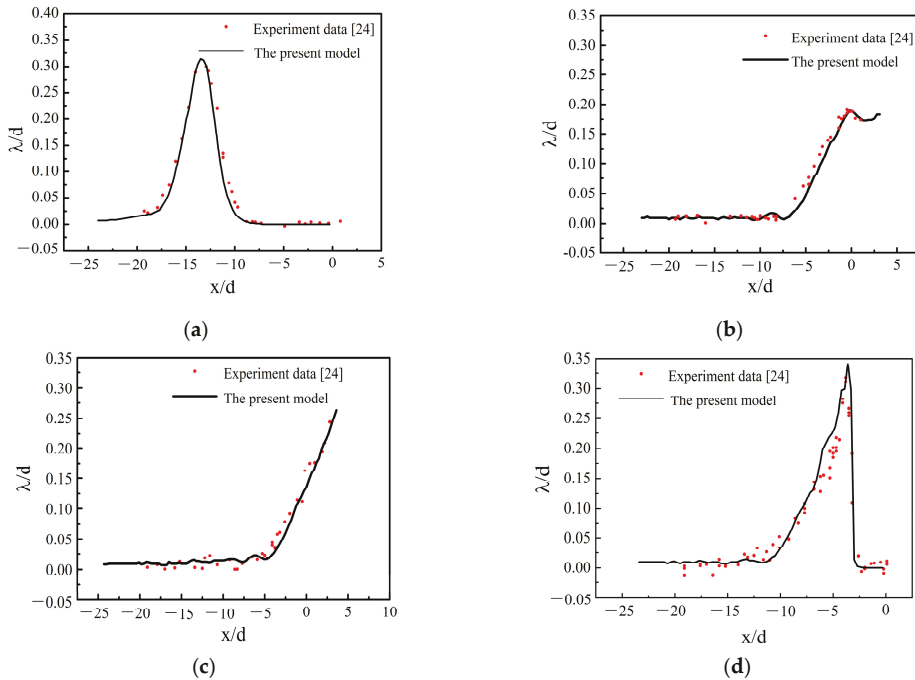 0.40
0.35
0.30
0.25
0.20
0.15
0.10
0.05
0.00
−0.05
λ/d
Experiment data [24]
The present model
−25 −20 −15 −10 −5 0 5
x/d
(a)
0.35
0.30
0.25
0.20
0.15
0.10
0.05
0.00
-0.05
λ/d
Experiment data [24]
The present model
−25 −20 −15 −10 −5 0 5
x/d
(b)
0.35
0.30
0.25
0.20
0.15
0.10
0.05
0.00
−0.05
λ/d
Experiment data [24]
The present model
−25 −20 −15 −10 −5 0 5 10
x/d
(c)
0.35
0.30
0.25
0.20
0.15
0.10
0.05
0.00
−0.05
λ/d
Experiment data [24]
The present model
−25 −20 −15 −10 −5 0
x/d
(d)